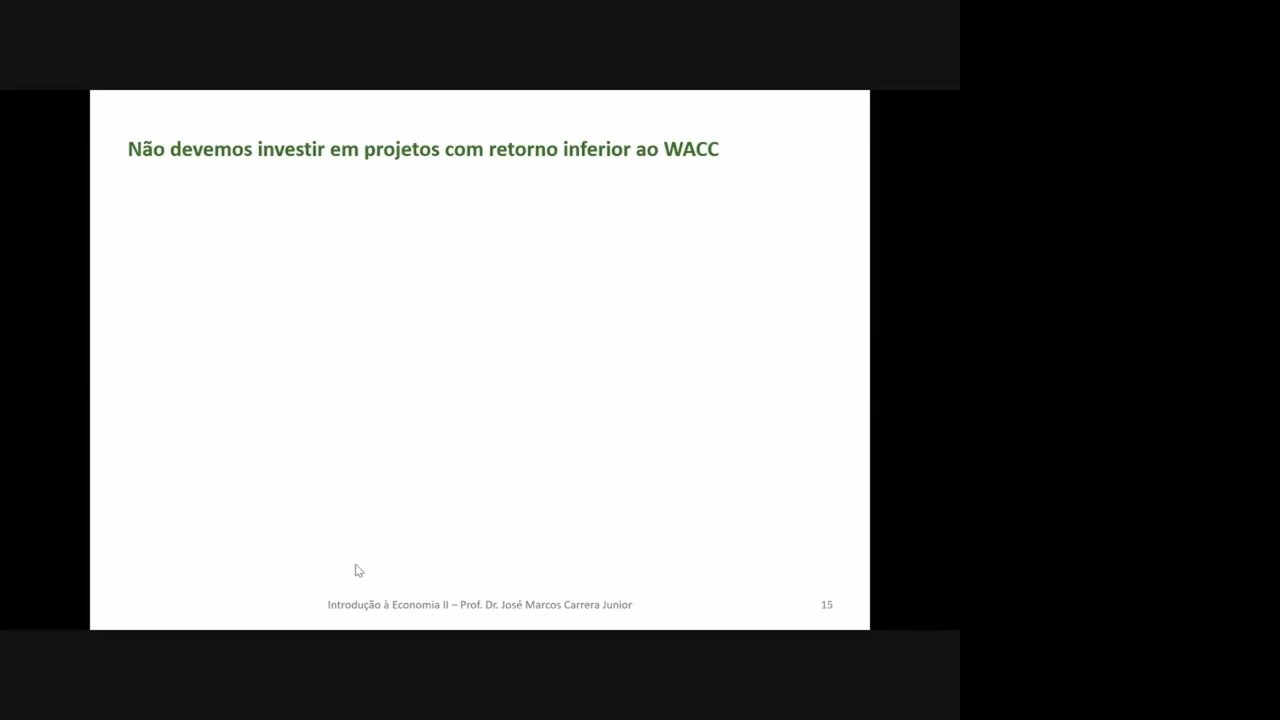 Não devemos investir em projetos com retorno inferior ao WACC
Introdução à Economia II – Prof. Dr. José Marcos Carrera Junior
15